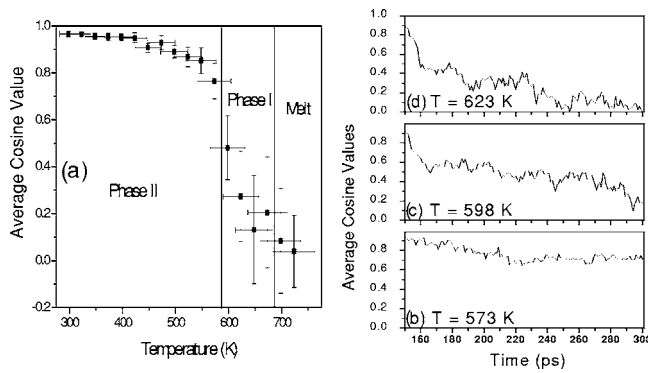 1.0
0.8
0.6
0.4
0.2
0.0
-0.2
Average Cosine Value
(a)
Phase II
Phase I
Melt
300 400 500 600 700
Temperature (K)
1.0
0.8
0.6
0.4
0.2
0.0
(d) T = 623 K
0.8
0.6
0.4
0.2
0.0
(c) T = 598 K
0.8
0.6
0.4
0.2
0.0
(b) T = 573 K
Average Cosine Values
160 180 200 220 240 260 280 300
Time (ps)